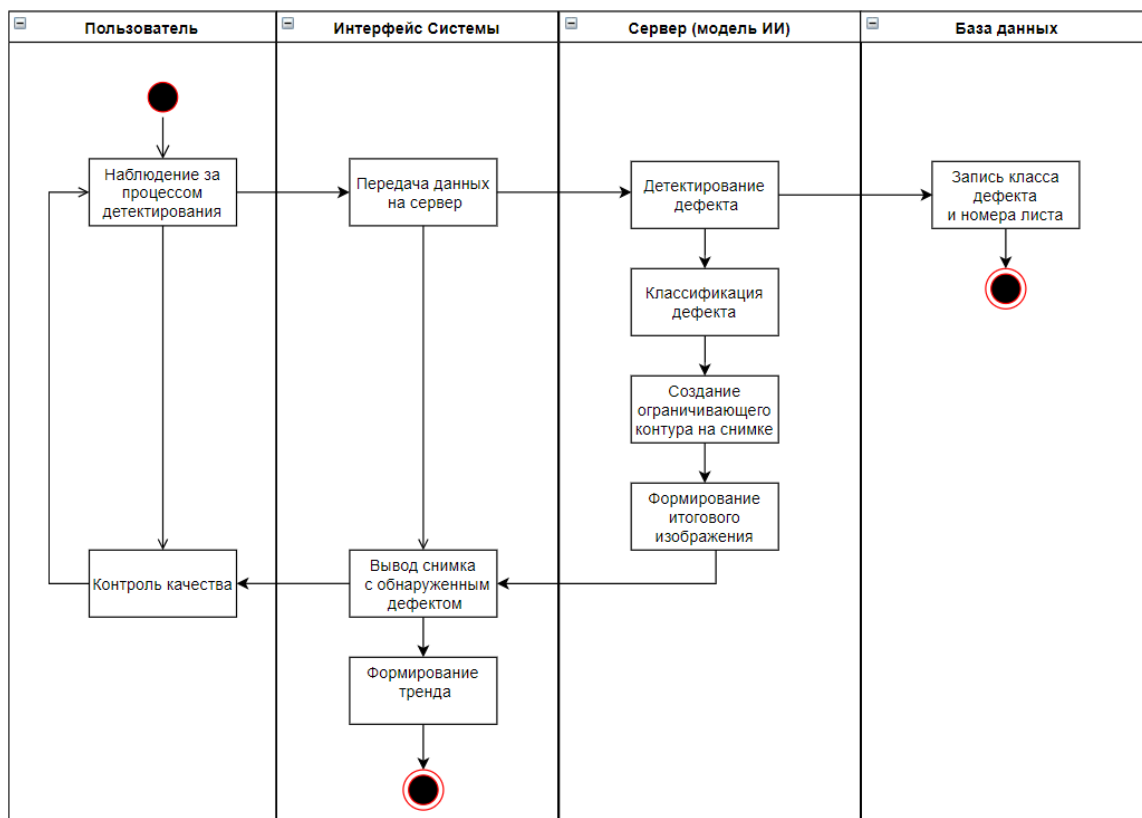 Пользователь
Интерфейс Системы
Сервер (модель ИИ)
База данных
Наблюдение за
процессом
детектирования
Передача данных
на сервер
Детектирование
дефекта
Запись класса
дефекта
и номера листа
Классификация
дефекта
Создание
ограничивающего
контура на снимке
Формирование
итогового
изображения
Контроль качества
Вывод снимка
с обнаруженным
дефектом
Формирование
тренда